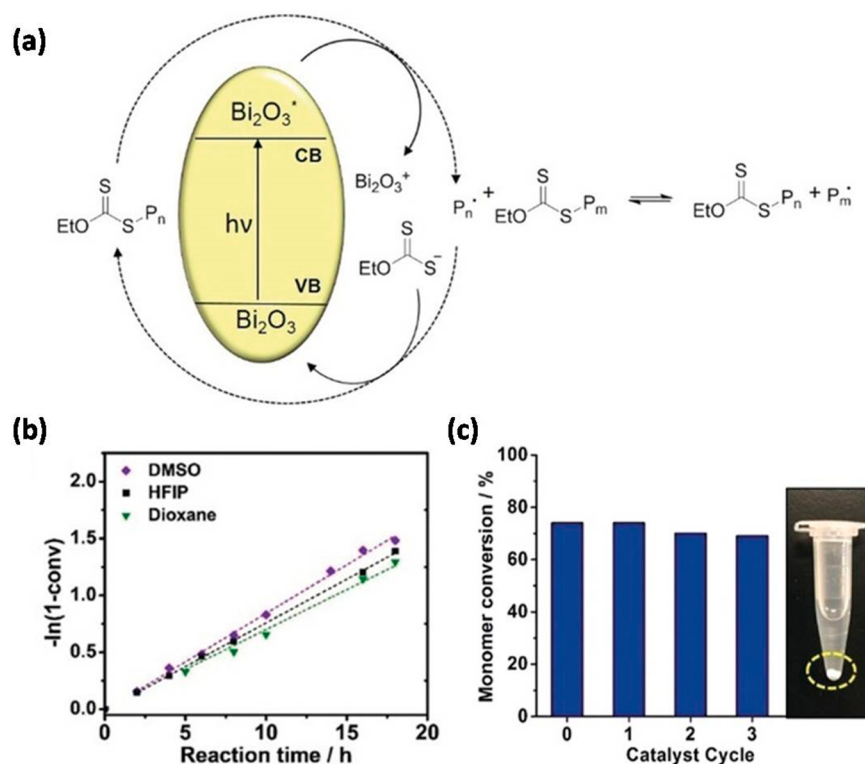 (a)
Bi₂O₃*
CB
hν
VB
Bi₂O₃
S
EtO
S
Pₙ
Bi₂O₃⁺
S
EtO
S⁻
Pₙ• +
S
EtO
S
Pₘ
⇌
S
EtO
S
Pₙ
+ Pₘ•
(b)
-ln(1-conv)
2.0
1.5
1.0
0.5
0.0
DMSO
HFIP
Dioxane
0
5
10
15
20
Reaction time / h
(c)
Monomer conversion / %
100
80
60
40
20
0
0
1
2
3
Catalyst Cycle